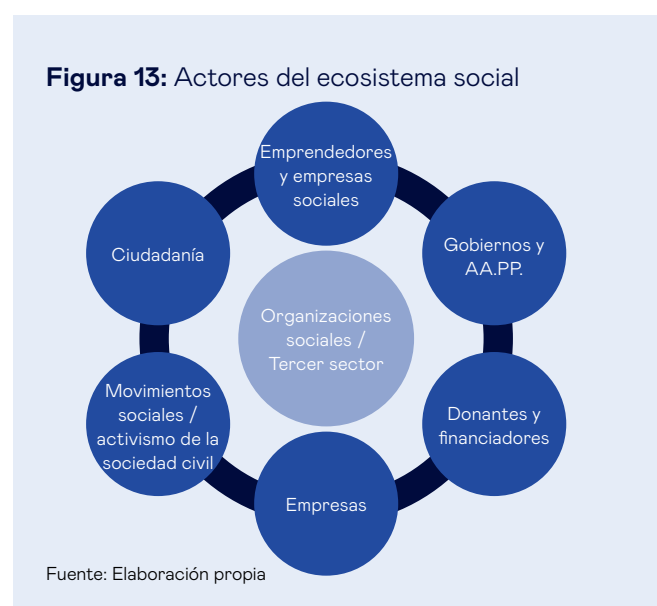 Figura 13: Actores del ecosistema social
Emprendedores
y empresas
sociales
Ciudadanía
Gobiernos y
AA.PP.
Organizaciones
sociales /
Tercer sector
Movimientos
sociales /
activismo de la
sociedad civil
Donantes y
financiadores
Empresas
Fuente: Elaboración propia